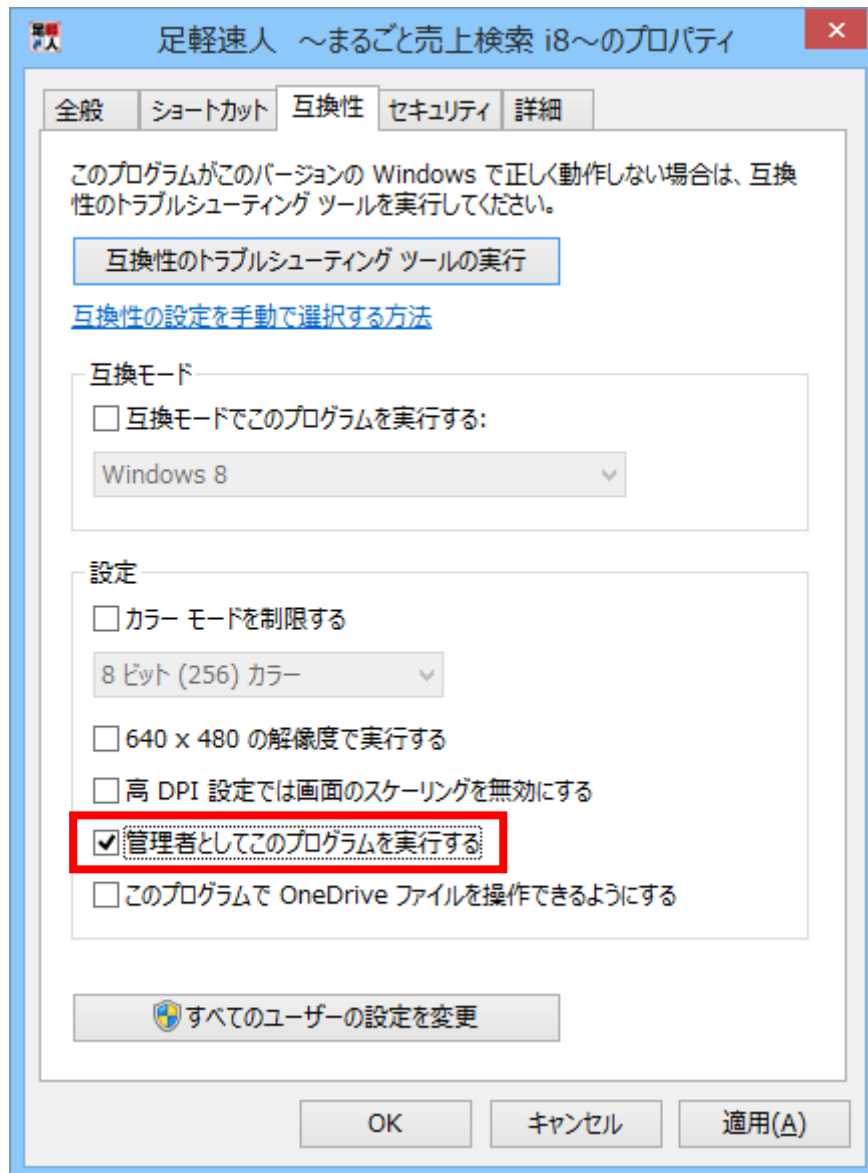 足軽速人　～まるごと売上検索 i8～のプロパティ
全般
ショートカット
互換性
セキュリティ
詳細
このプログラムがこのバージョンの Windows で正しく動作しない場合は、互換
性のトラブルシューティング ツールを実行してください。
互換性のトラブルシューティング ツールの実行
互換性の設定を手動で選択する方法
互換モード
互換モードでこのプログラムを実行する:
Windows 8
設定
カラー モードを制限する
8 ビット (256) カラー
640 x 480 の解像度で実行する
高 DPI 設定では画面のスケーリングを無効にする
管理者としてこのプログラムを実行する
このプログラムで OneDrive ファイルを操作できるようにする
すべてのユーザーの設定を変更
OK
キャンセル
適用(A)